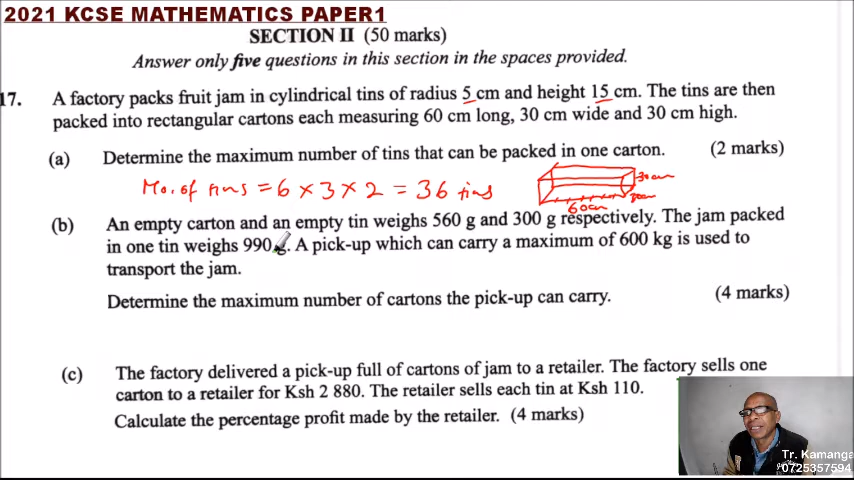 2021 KCSE MATHEMATICS PAPER1
SECTION II (50 marks)
Answer only five questions in this section in the spaces provided.
17. A factory packs fruit jam in cylindrical tins of radius 5 cm and height 15 cm. The tins are then
packed into rectangular cartons each measuring 60 cm long, 30 cm wide and 30 cm high.
(a) Determine the maximum number of tins that can be packed in one carton. (2 marks)
No. of tins = 6 × 3 × 2 = 36 tins
30cm
60cm
(b) An empty carton and an empty tin weighs 560 g and 300 g respectively. The jam packed
in one tin weighs 990 g. A pick-up which can carry a maximum of 600 kg is used to
transport the jam.
Determine the maximum number of cartons the pick-up can carry. (4 marks)
(c) The factory delivered a pick-up full of cartons of jam to a retailer. The factory sells one
carton to a retailer for Ksh 2 880. The retailer sells each tin at Ksh 110.
Calculate the percentage profit made by the retailer. (4 marks)
Tr. Kamanga
0725357594